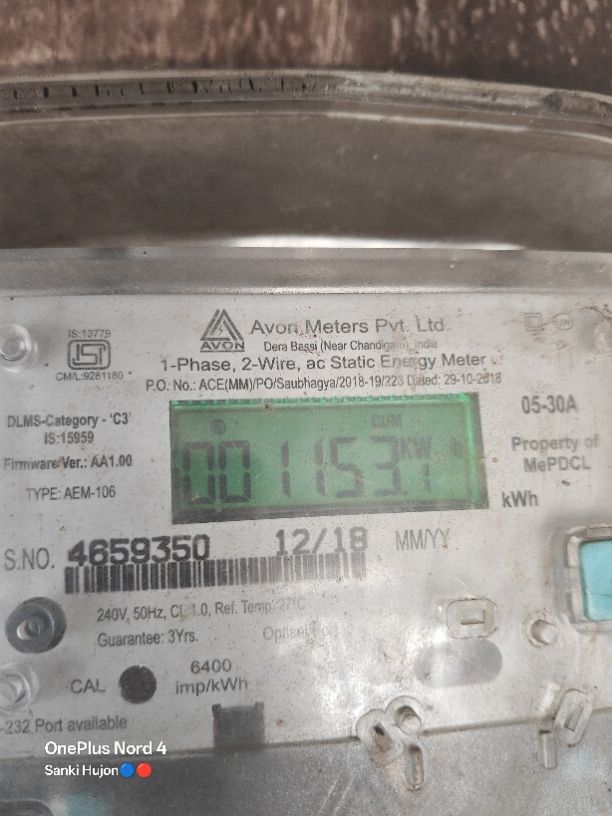 IS:13779
CM/L:9281180
AVON
Avon Meters Pvt. Ltd.
Dera Bassi (Near Chandigarh), India
1-Phase, 2-Wire, ac Static Energy Meter
P.O. No.: ACE(MM)/PO/Saubhagya/2018-19/223 Dated: 29-10-2018
DLMS-Category - 'C3'
IS:15959
Firmware Ver.: AA1.00
TYPE: AEM-106
CUM
001153.1 KW h
05-30A
Property of
MePDCL
kWh
S.NO. 4659350 12/18 MM/YY
240V, 50Hz, CL 1.0, Ref. Temp. 27°C
Guarantee: 3Yrs.
CAL
6400
imp/kWh
-232 Port available
OnePlus Nord 4
Sanki Hujon🔵🔴